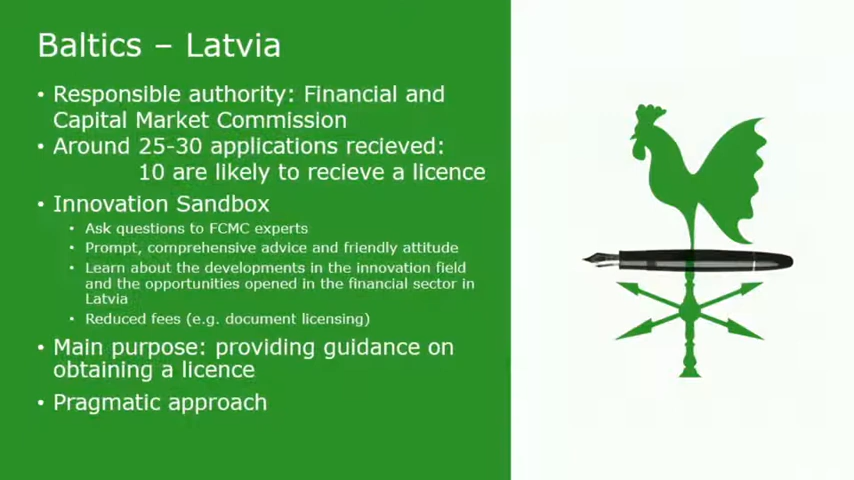 Baltics – Latvia
• Responsible authority: Financial and
Capital Market Commission
• Around 25-30 applications recieved:
10 are likely to recieve a licence
• Innovation Sandbox
• Ask questions to FCMC experts
• Prompt, comprehensive advice and friendly attitude
• Learn about the developments in the innovation field
and the opportunities opened in the financial sector in
Latvia
• Reduced fees (e.g. document licensing)
• Main purpose: providing guidance on
obtaining a licence
• Pragmatic approach